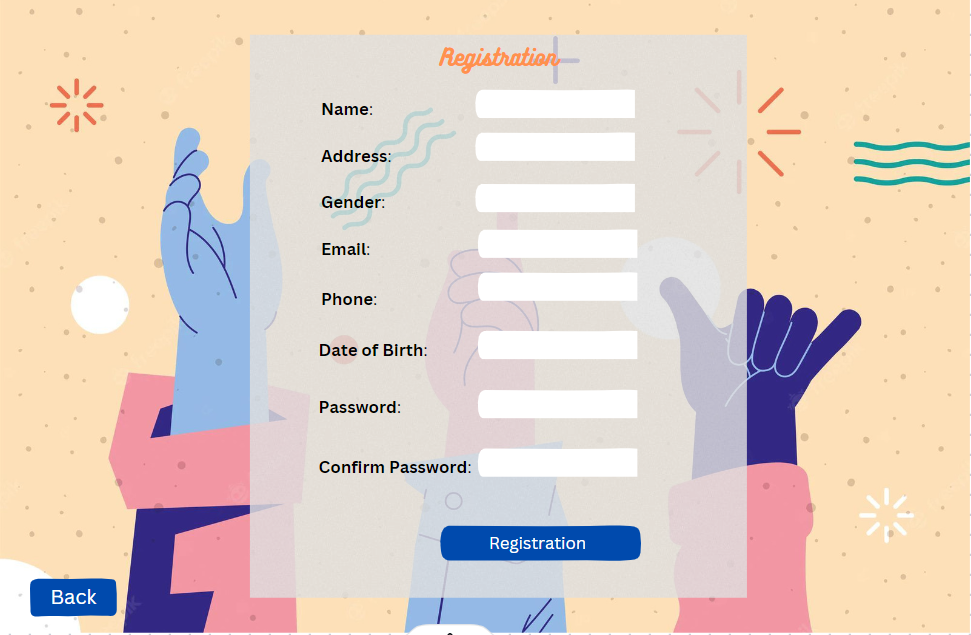 Registration
Name:
Address:
Gender:
Email:
Phone:
Date of Birth:
Password:
Confirm Password:
Registration
Back